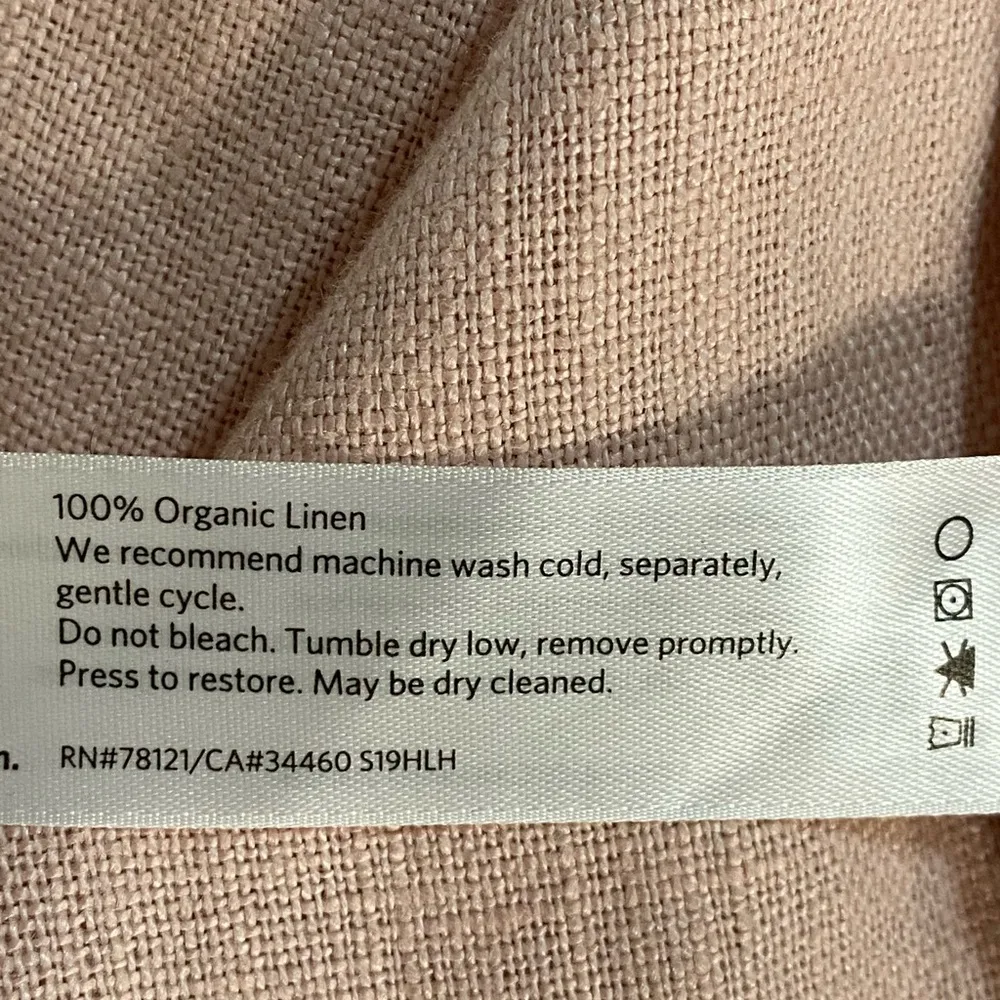 100% Organic Linen
We recommend machine wash cold, separately,
gentle cycle.
Do not bleach. Tumble dry low, remove promptly.
Press to restore. May be dry cleaned.
RN#78121/CA#34460 S19HLH